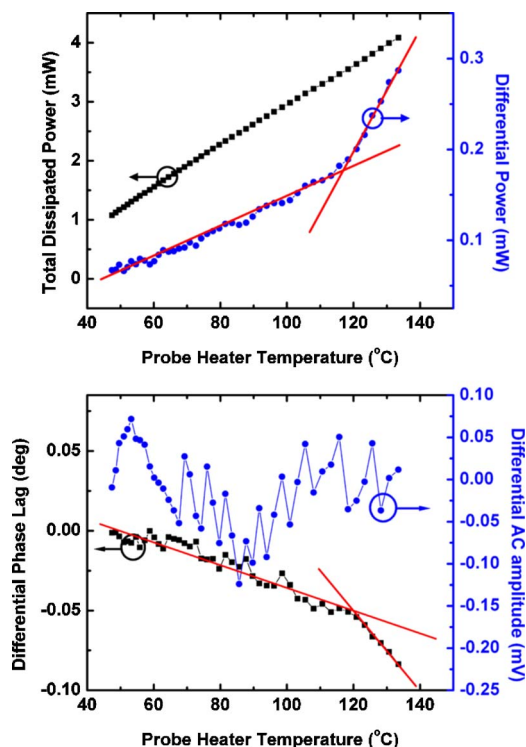 Total Dissipated Power (mW)
4
3
2
1
0
0.3
0.2
0.1
Differential Power
(mW)
40 60 80 100 120 140
Probe Heater Temperature (°C)
Differential Phase Lag (deg)
0.05
0.00
-0.05
-0.10
0.10
0.05
0.00
-0.05
-0.10
-0.15
-0.20
-0.25
Differential AC
amplitude (mV)
40 60 80 100 120 140
Probe Heater Temperature (°C)